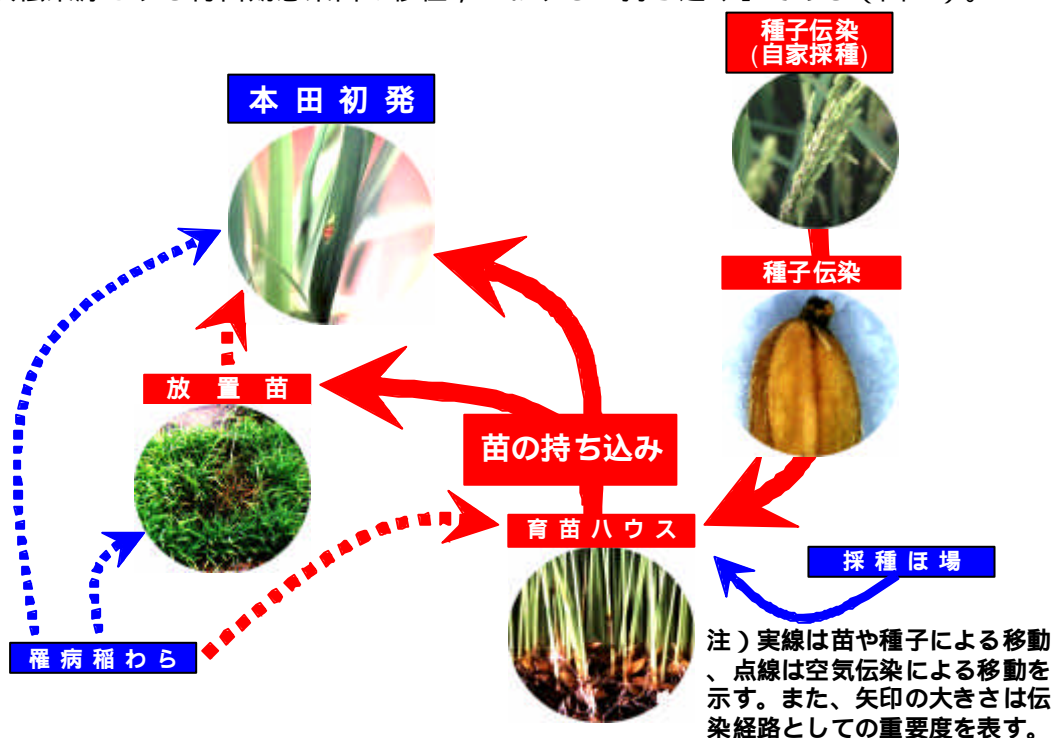 種子伝染
(自家採種)
本田初発
種子伝染
放置苗
苗の持ち込み
育苗ハウス
採種ほ場
罹病稲わら
注）実線は苗や種子による移動
、点線は空気伝染による移動を
示す。また、矢印の大きさは伝
染経路としての重要度を表す。